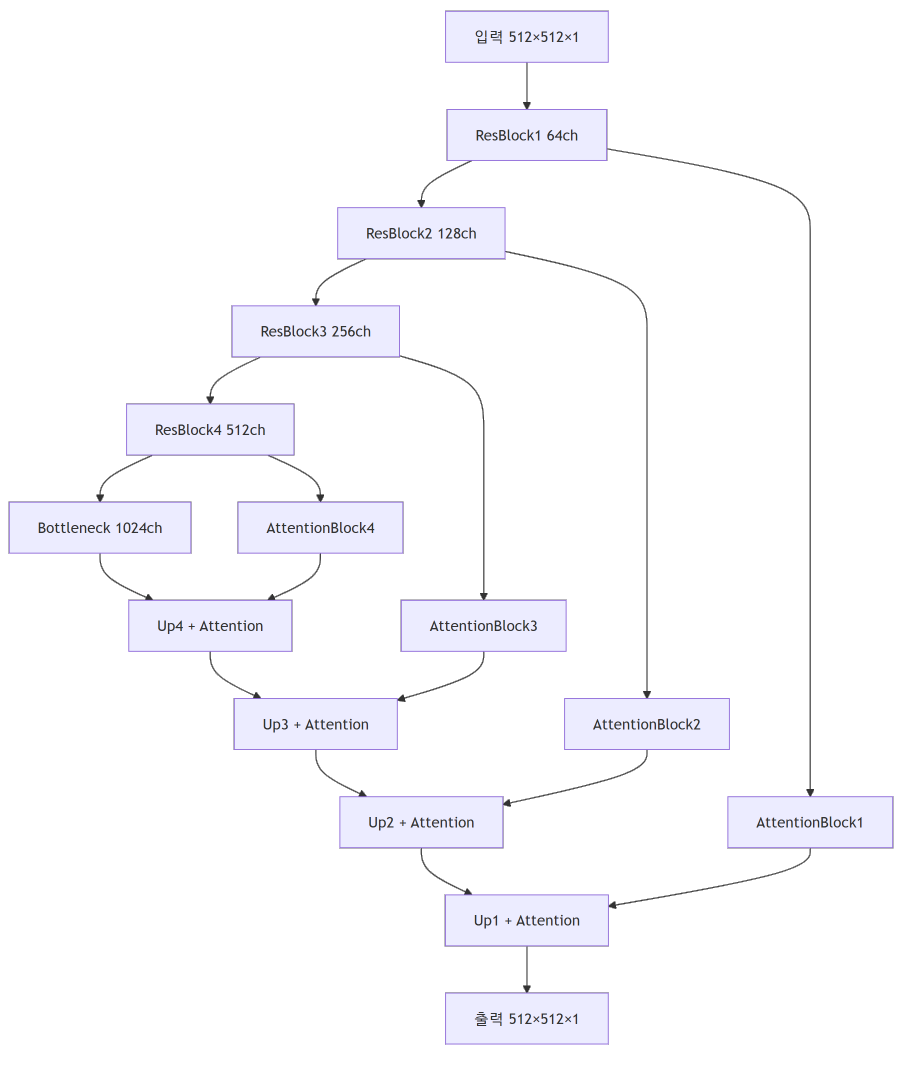 입력 512×512×1
ResBlock1 64ch
ResBlock2 128ch
ResBlock3 256ch
ResBlock4 512ch
Bottleneck 1024ch
AttentionBlock4
Up4 + Attention
AttentionBlock3
Up3 + Attention
AttentionBlock2
Up2 + Attention
AttentionBlock1
Up1 + Attention
출력 512×512×1